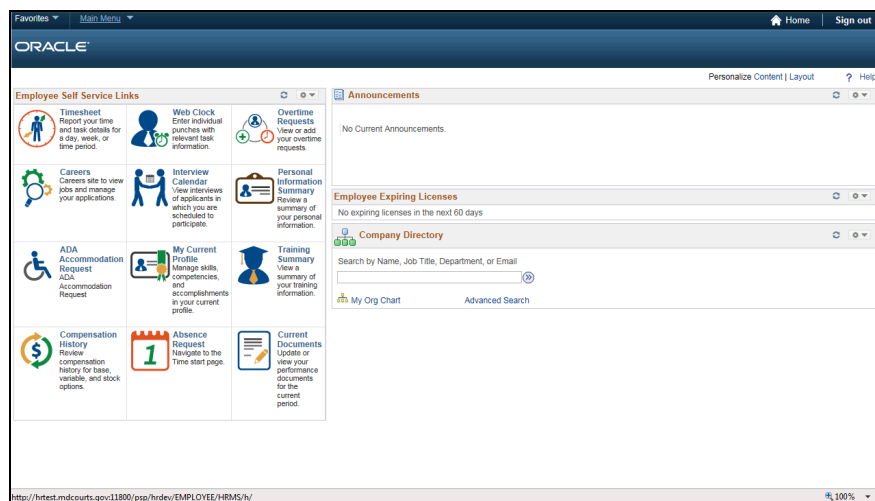 Favorites Main Menu Home Sign out
ORACLE
Personalize Content | Layout ? Help
Employee Self Service Links
Timesheet
Report your time
and task details for
a day, week, or
time period.
Web Clock
Enter individual
punches with
relevant task
information.
Overtime
Requests
View or add
your overtime
requests.
Careers
Careers site to view
jobs and manage
your applications.
Interview
Calendar
View interviews
of applicants in
which you are
scheduled to
participate.
Personal
Information
Summary
Review a
summary of
your personal
information.
ADA
Accommodation
Request
ADA
Accommodation
Request
My Current
Profile
Manage skills,
competencies,
and
accomplishments
in your current
profile.
Training
Summary
View a
summary of
your training
information.
Compensation
History
Review
compensation
history for base,
variable, and stock
options.
1
Absence
Request
Navigate to the
Time start page.
Current
Documents
Update or
view your
performance
documents
for the
current
period.
Announcements
No Current Announcements.
Employee Expiring Licenses
No expiring licenses in the next 60 days
Company Directory
Search by Name, Job Title, Department, or Email
My Org Chart Advanced Search
http://hrtest.mdcourts.gov:11800/psp/hrdev/EMPLOYEE/HRMS/h/ 100%